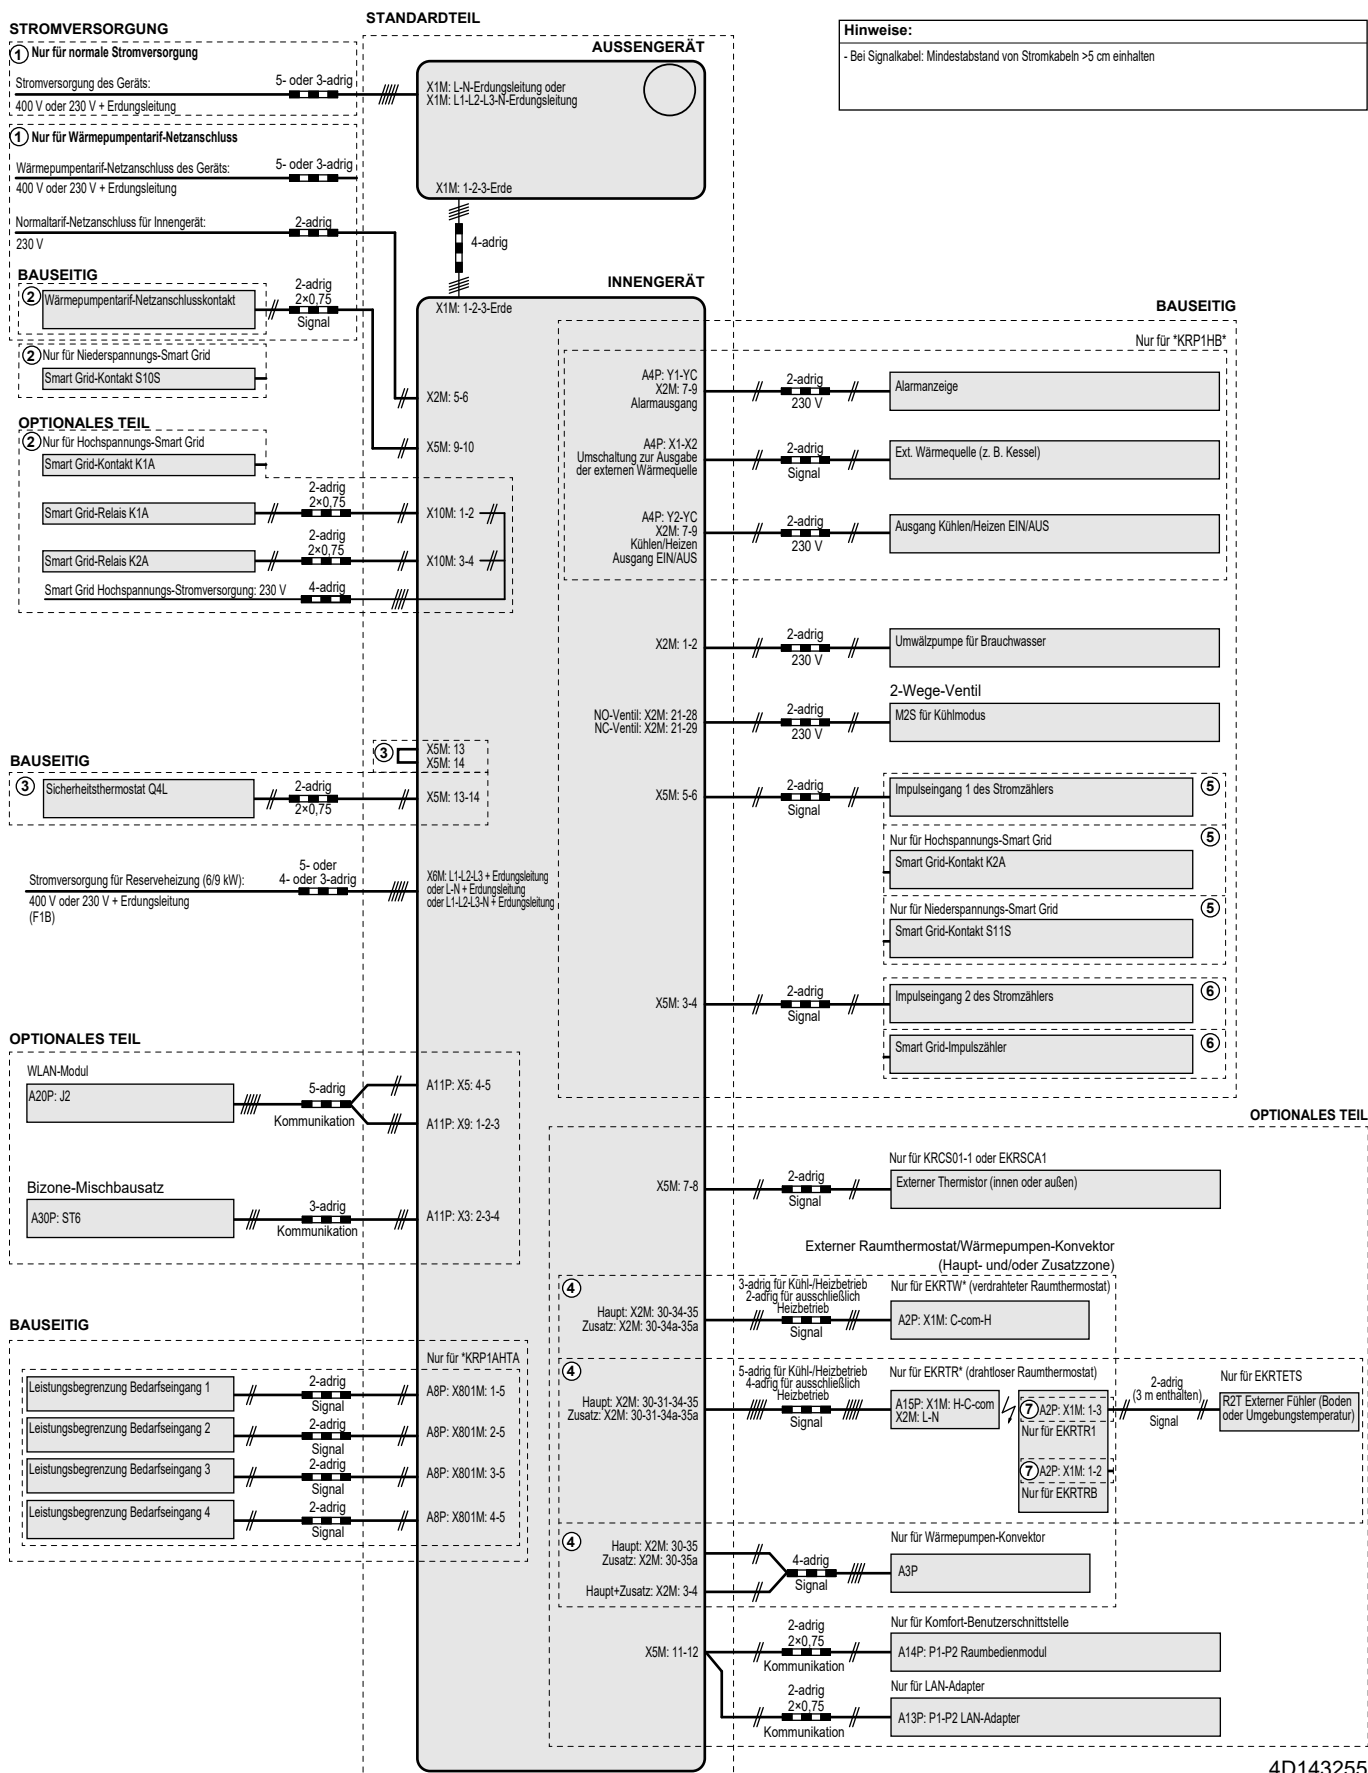 STROMVERSORGUNG
① Nur für normale Stromversorgung
Stromversorgung des Geräts:
5- oder 3-adrig
400 V oder 230 V + Erdungsleitung
① Nur für Wärmepumpentarif-Netzanschluss
Wärmepumpentarif-Netzanschluss des Geräts:
5- oder 3-adrig
400 V oder 230 V + Erdungsleitung
Normaltarif-Netzanschluss für Innengerät:
2-adrig
230 V
BAUSEITIG
② Wärmepumpentarif-Netzanschlusskontakt
2-adrig
2×0,75
Signal
② Nur für Niederspannungs-Smart Grid
Smart Grid-Kontakt S10S
OPTIONALES TEIL
② Nur für Hochspannungs-Smart Grid
Smart Grid-Kontakt K1A
Smart Grid-Relais K1A
2-adrig
2×0,75
Smart Grid-Relais K2A
2-adrig
2×0,75
Smart Grid Hochspannungs-Stromversorgung: 230 V
4-adrig
BAUSEITIG
③ Sicherheitsthermostat Q4L
2-adrig
2×0,75
Stromversorgung für Reserveheizung (6/9 kW):
5- oder
4- oder 3-adrig
400 V oder 230 V + Erdungsleitung
(F1B)
OPTIONALES TEIL
WLAN-Modul
A20P: J2
5-adrig
Kommunikation
Bizone-Mischbausatz
A30P: ST6
3-adrig
Kommunikation
BAUSEITIG
Nur für *KRP1AHTA
Leistungsbegrenzung Bedarfseingang 1
2-adrig
Signal
A8P: X801M: 1-5
Leistungsbegrenzung Bedarfseingang 2
2-adrig
Signal
A8P: X801M: 2-5
Leistungsbegrenzung Bedarfseingang 3
2-adrig
Signal
A8P: X801M: 3-5
Leistungsbegrenzung Bedarfseingang 4
2-adrig
Signal
A8P: X801M: 4-5
STANDARDTEIL
AUSSENGERÄT
X1M: L-N-Erdungsleitung oder
X1M: L1-L2-L3-N-Erdungsleitung
X1M: 1-2-3-Erde
4-adrig
INNENGERÄT
X1M: 1-2-3-Erde
X2M: 5-6
X5M: 9-10
X10M: 1-2
X10M: 3-4
③
X5M: 13
X5M: 14
X5M: 13-14
X6M: L1-L2-L3 + Erdungsleitung
oder L-N + Erdungsleitung
oder L1-L2-L3-N + Erdungsleitung
A11P: X5: 4-5
A11P: X9: 1-2-3
A11P: X3: 2-3-4
Hinweise:
- Bei Signalkabel: Mindestabstand von Stromkabeln >5 cm einhalten
BAUSEITIG
Nur für *KRP1HB*
A4P: Y1-YC
X2M: 7-9
Alarmausgang
2-adrig
230 V
Alarmanzeige
A4P: X1-X2
Umschaltung zur Ausgabe
der externen Wärmequelle
2-adrig
Signal
Ext. Wärmequelle (z. B. Kessel)
A4P: Y2-YC
X2M: 7-9
Kühlen/Heizen
Ausgang EIN/AUS
2-adrig
230 V
Ausgang Kühlen/Heizen EIN/AUS
X2M: 1-2
2-adrig
230 V
Umwälzpumpe für Brauchwasser
2-Wege-Ventil
NO-Ventil: X2M: 21-28
NC-Ventil: X2M: 21-29
2-adrig
230 V
M2S für Kühlmodus
X5M: 5-6
2-adrig
Signal
Impulseingang 1 des Stromzählers ⑤
Nur für Hochspannungs-Smart Grid ⑤
Smart Grid-Kontakt K2A
Nur für Niederspannungs-Smart Grid ⑤
Smart Grid-Kontakt S11S
X5M: 3-4
2-adrig
Signal
Impulseingang 2 des Stromzählers ⑥
Smart Grid-Impulszähler ⑥
OPTIONALES TEIL
Nur für KRCS01-1 oder EKRSCA1
X5M: 7-8
2-adrig
Signal
Externer Thermistor (innen oder außen)
Externer Raumthermostat/Wärmepumpen-Konvektor
(Haupt- und/oder Zusatzzone)
④
Haupt: X2M: 30-34-35
Zusatz: X2M: 30-34a-35a
3-adrig für Kühl-/Heizbetrieb
2-adrig für ausschließlich
Heizbetrieb
Signal
Nur für EKRTW* (verdrahteter Raumthermostat)
A2P: X1M: C-com-H
④
Haupt: X2M: 30-31-34-35
Zusatz: X2M: 30-31-34a-35a
5-adrig für Kühl-/Heizbetrieb
4-adrig für ausschließlich
Heizbetrieb
Signal
Nur für EKRTR* (drahtloser Raumthermostat)
A15P: X1M: H-C-com
X2M: L-N
⑦ A2P: X1M: 1-3
Nur für EKRTR1
⑦ A2P: X1M: 1-2
Nur für EKRTRB
2-adrig
(3 m enthalten)
Signal
Nur für EKRTETS
R2T Externer Fühler (Boden
oder Umgebungstemperatur)
④
Haupt: X2M: 30-35
Zusatz: X2M: 30-35a
Haupt+Zusatz: X2M: 3-4
4-adrig
Signal
Nur für Wärmepumpen-Konvektor
A3P
X5M: 11-12
2-adrig
2×0,75
Kommunikation
Nur für Komfort-Benutzerschnittstelle
A14P: P1-P2 Raumbedienmodul
2-adrig
2×0,75
Kommunikation
Nur für LAN-Adapter
A13P: P1-P2 LAN-Adapter
4D143255